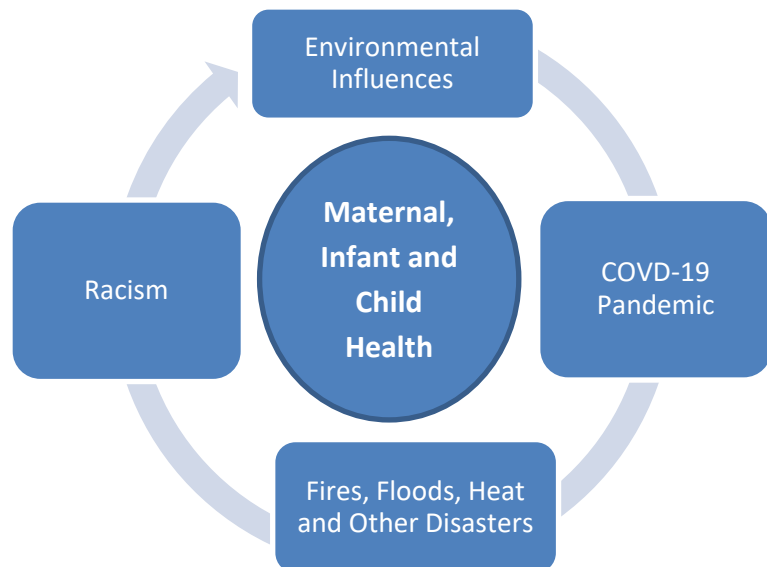 Environmental
Influences
Maternal,
Infant and
Child
Health
Racism
COVD-19
Pandemic
Fires, Floods, Heat
and Other Disasters